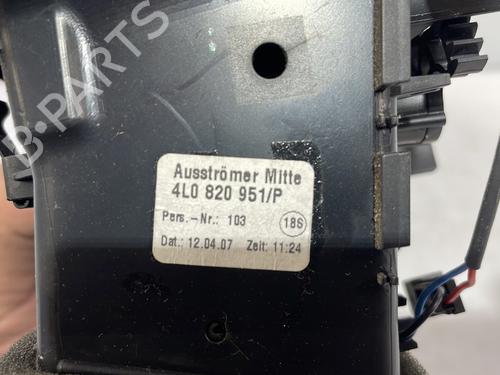 Ausströmer Mitte
4L0 820 951/P
Pers.-Nr.: 103
18S
Dat.: 12.04.07 Zeit: 11:24
B-PARTS